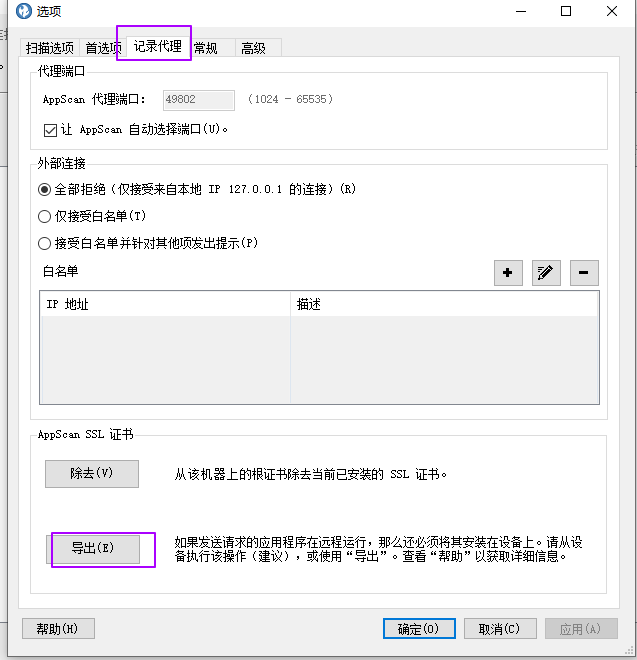 选项
扫描选项 首选项 记录代理 常规 高级
代理端口
AppScan 代理端口: 49802 (1024 - 65535)
让 AppScan 自动选择端口(U)。
外部连接
全部拒绝(仅接受来自本地 IP 127.0.0.1 的连接)(R)
仅接受白名单(T)
接受白名单并针对其他项发出提示(P)
白名单
IP 地址 描述
AppScan SSL 证书
除去(V) 从该机器上的根证书除去当前已安装的 SSL 证书。
导出(E) 如果发送请求的应用程序在远程运行,那么还必须将其安装在设备上。请从设
备执行该操作(建议),或使用“导出”。查看“帮助”以获取详细信息。
帮助(H) 确定(O) 取消(C) 应用(A)